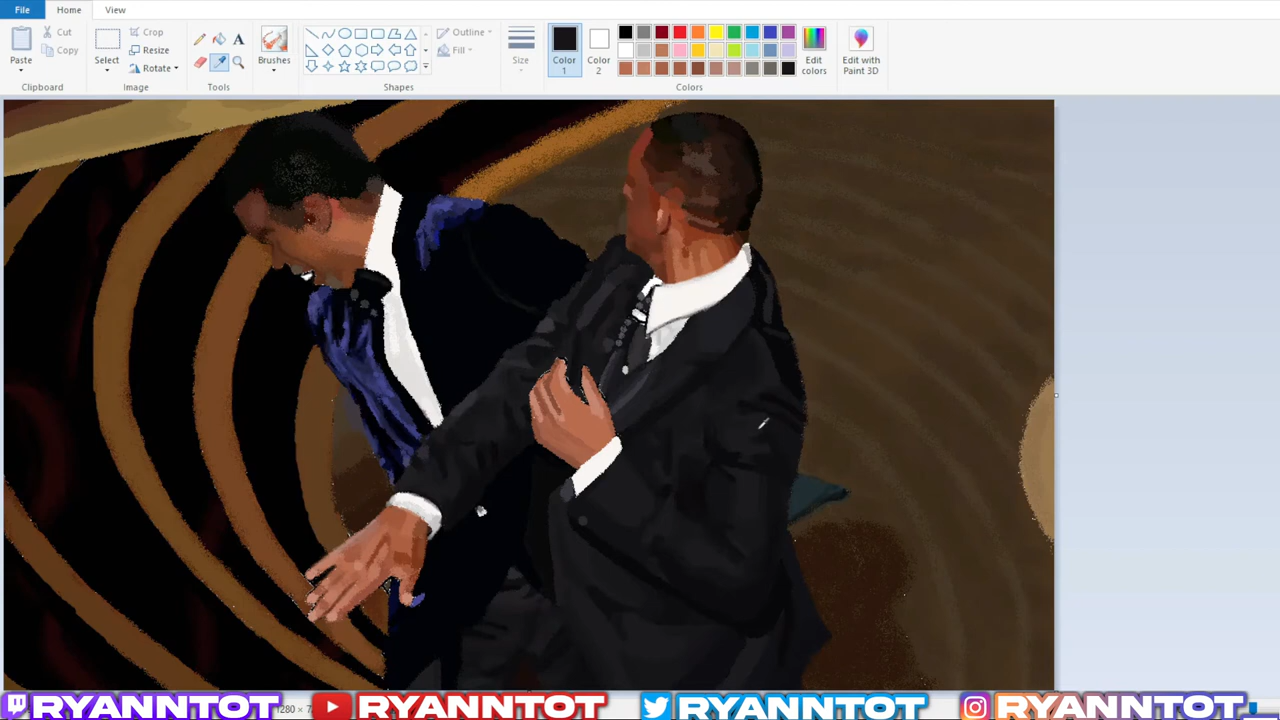 File Home View
Paste Cut Copy Clipboard
Select Crop Resize Rotate Image
A Tools
Brushes
Outline Fill Shapes
Size
Color 1 Color 2 Edit colors Colors
Edit with Paint 3D
RYANNTOT RYANNTOT RYANNTOT RYANNTOT